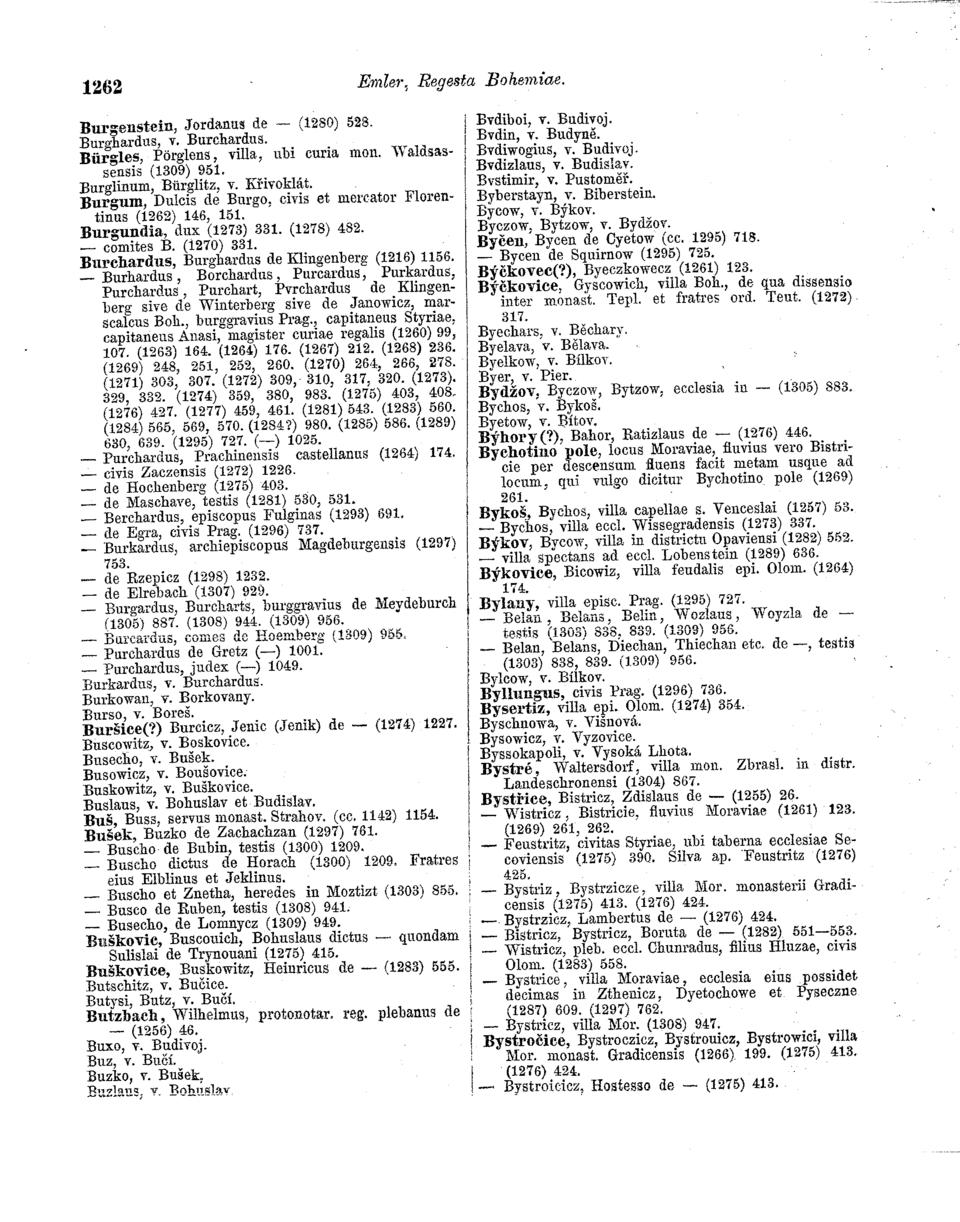 1262
Emler, Regesta Bohemiae.
Burgenstein, Jordanus de — (1280) 528.
Burghardus, v. Burchardus.
Bürgles, Pörglens, villa, ubi curia mon. Waldsas-
sensis (1309) 951.
Burglinum, Bürglitz, v. Křivoklát.
Burgum, Dulcis de Burgo, civis et mercator Floren-
tinus (1262) 146, 151.
Burgundia, dux (1273) 331. (1278) 482.
— comites B. (1270) 331.
Burchardus, Burghardus de Klingenberg (1216) 1156.
— Burhardus, Borchardus, Purcardus, Purkardus,
Purchardus, Purchart, Pvrchardus de Klingen-
berg sive de Winterberg sive de Janowicz, mar-
scalcus Boh., burggravius Prag., capitaneus Styriae,
capitaneus Anasi, magister curiae regalis (1260) 99,
107. (1263) 164. (1264) 176. (1267) 212. (1268) 236.
(1269) 248, 251, 252, 260. (1270) 264, 266, 278.
(1271) 303, 307. (1272) 309, 310, 317, 320. (1273).
329, 332. (1274) 359, 380, 983. (1275) 403, 408.
(1276) 427. (1277) 459, 461. (1281) 543. (1283) 560.
(1284) 565, 569, 570. (1284?) 980. (1285) 586. (1289)
630, 639. (1295) 727. (—) 1025.
— Purchardus, Prachinensis castellanus (1264) 174.
— civis Zaczensis (1272) 1226.
— de Hochenberg (1275) 403.
— de Maschave, testis (1281) 530, 531.
— Berchardus, episcopus Fulginas (1293) 691.
— de Egra, civis Prag. (1296) 737.
— Burkardus, archiepiscopus Magdeburgensis (1297)
753.
— de Rzepicz (1298) 1232.
— de Elrebach (1307) 929.
— Burgardus, Burcharts, burggravius de Meydeburch
(1305) 887. (1308) 944. (1309) 956.
— Burcardus, comes de Hoemberg (1309) 955.
— Purchardus de Gretz (—) 1001.
— Purchardus, judex (—) 1049.
Burkardus, v. Burchardus.
Burkowan, v. Borkovany.
Burso, v. Boreš.
Buršice(?) Burcicz, Jenic (Jenik) de — (1274) 1227.
Buscowitz, v. Boskovice.
Busecho, v. Bušek.
Busowicz, v. Boušovice.
Buskowitz, v. Buškovice.
Buslaus, v. Bohuslav et Budislav.
Buš, Buss, servus monast. Strahov. (cc. 1142) 1154.
Bušek, Buzko de Zachachzan (1297) 761.
— Buscho de Bubin, testis (1300) 1209.
— Buscho dictus de Horach (1300) 1209. Fratres
eius Elblinus et Jeklinus.
— Buscho et Znetha, heredes in Moztizt (1303) 855.
— Busco de Ruben, testis (1308) 941.
— Busecho, de Lomnycz (1309) 949.
Buškovic, Buscouich, Bohuslaus dictus — quondam
Sulislai de Trynouani (1275) 415.
Buškovice, Buskowitz, Heinricus de — (1283) 555.
Butschitz, v. Bučice.
Butysi, Butz, v. Bučí.
Butzbach, Wilhelmus, protonotar. reg. plebanus de
— (1256) 46.
Buxo, v. Budivoj.
Buz, v. Bučí.
Buzko, v. Bušek.
Buzlaus, v. Bohuslav
Bvdiboi, v. Budivoj.
Bvdin, v. Budyně.
Bvdiwogius, v. Budivoj.
Bvdizlaus, v. Budislav.
Bvstimir, v. Pustoměř.
Byberstayn, v. Biberstein.
Bycow, v. Býkov.
Byczow, Bytzow, v. Bydžov.
Byčen, Bycen de Cyetow (cc. 1295) 718.
— Bycen de Squirnow (1295) 725.
Býčkovec(?), Byeczkowecz (1261) 123.
Býčkovice, Gyscowich, villa Boh., de qua dissensio
inter monast. Tepl. et fratres ord. Teut. (1272)
317.
Byechars, v. Běchary.
Byelava, v. Bělava.
Byelkow, v. Bílkov.
Byer, v. Pier.
Bydžov, Byczow, Bytzow, ecclesia in — (1305) 883.
Bychos, v. Bykoš.
Byetow, v. Bítov.
Býhory(?), Bahor, Ratizlaus de — (1276) 446.
Bychotino pole, locus Moraviae, fluvius vero Bistri-
cie per descensum fluens facit metam usque ad
locum, qui vulgo dicitur Bychotino pole (1269)
261.
Bykoš, Bychos, villa capellae s. Venceslai (1257) 53.
— Bychos, villa eccl. Wissegradensis (1273) 337.
Býkov, Bycow, villa in districtu Opaviensi (1282) 552.
— villa spectans ad eccl. Lobenstein (1289) 636.
Býkovice, Bicowiz, villa feudalis epi. Olom. (1264)
174.
Bylany, villa episc. Prag. (1295) 727.
— Belan, Belans, Belin, Wozlaus, Woyzla de —
testis (1303) 838, 839. (1309) 956.
— Belan, Belans, Diechan, Thiechan etc. de —, testis
(1303) 838, 839. (1309) 956.
Bylcow, v. Bílkov.
Byllungus, civis Prag. (1296) 736.
Bysertiz, villa epi. Olom. (1274) 354.
Byschnowa, v. Višnová.
Bysowicz, v. Vyzovice.
Byssokapoli, v. Vysoká Lhota.
Bystré, Waltersdorf, villa mon. Zbrasl. in distr.
Landeschronensi (1304) 867.
Bystřice, Bistricz, Zdislaus de — (1255) 26.
— Wistricz, Bistricie, fluvius Moraviae (1261) 123.
(1269) 261, 262.
— Feustritz, civitas Styriae, ubi taberna ecclesiae Se-
coviensis (1275) 390. Silva ap. Feustritz (1276)
425.
— Bystriz, Bystrzicze, villa Mor. monasterii Gradi-
censis (1275) 413. (1276) 424.
— Bystrzicz, Lambertus de — (1276) 424.
— Bistricz, Bystricz, Boruta de — (1282) 551—553.
— Wistricz, pleb. eccl. Chunradus, filius Hluzae, civis
Olom. (1283) 558.
— Bystrice, villa Moraviae, ecclesia eius possidet
decimas in Zthenicz, Dyetochowe et Pyseczne
(1287) 609. (1297) 762.
— Bystricz, villa Mor. (1308) 947.
Bystročice, Bystroczicz, Bystrouicz, Bystrowici, villa
Mor. monast. Gradicensis (1266) 199. (1275) 413.
(1276) 424.
— Bystroicicz, Hostesso de — (1275) 413.